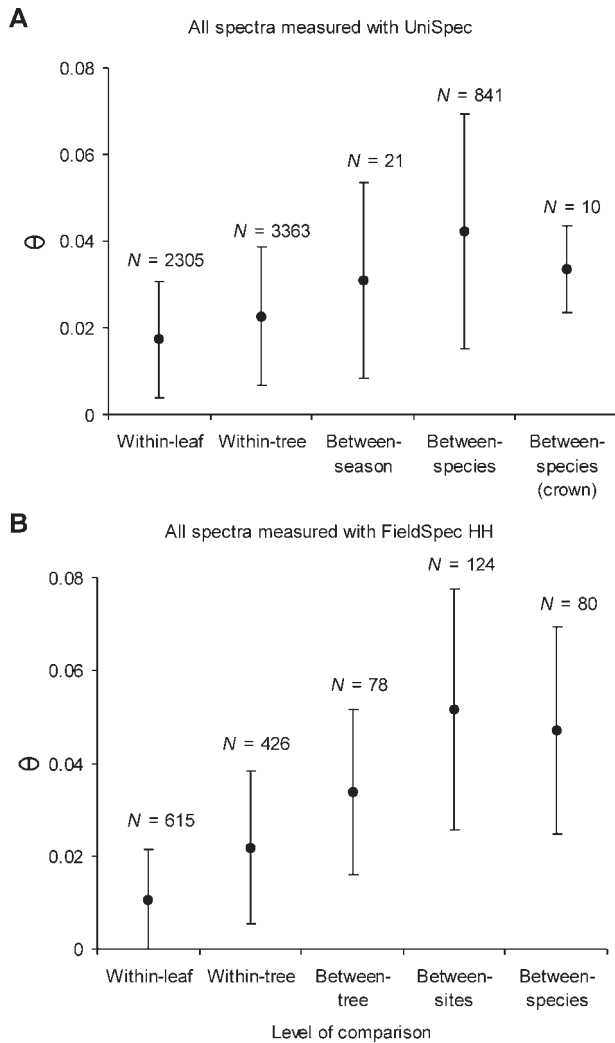 A
All spectra measured with UniSpec
0.08
0.06
0.04
0.02
0
θ
N = 2305
N = 3363
N = 21
N = 841
N = 10
Within-leaf
Within-tree
Between-
season
Between-
species
Between-
species
(crown)
B
All spectra measured with FieldSpec HH
0.08
0.06
0.04
0.02
0
θ
N = 615
N = 426
N = 78
N = 124
N = 80
Within-leaf
Within-tree
Between-
tree
Between-
sites
Between-
species
Level of comparison